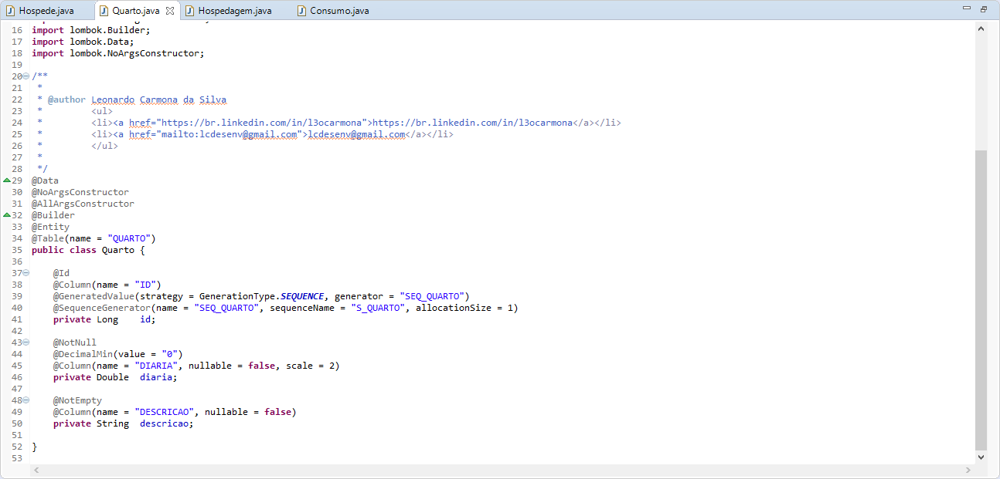 Hospede.java Quarto.java Hospedagem.java Consumo.java
16 import lombok.Builder;
17 import lombok.Data;
18 import lombok.NoArgsConstructor;
19
20 /**
21  *
22  * @author Leonardo Carmona da Silva
23  *         <ul>
24  *         <li><a href="https://br.linkedin.com/in/l3ocarmona">https://br.linkedin.com/in/l3ocarmona</a></li>
25  *         <li><a href="mailto:lcdesenv@gmail.com">lcdesenv@gmail.com</a></li>
26  *         </ul>
27  *
28  */
29 @Data
30 @NoArgsConstructor
31 @AllArgsConstructor
32 @Builder
33 @Entity
34 @Table(name = "QUARTO")
35 public class Quarto {
36
37     @Id
38     @Column(name = "ID")
39     @GeneratedValue(strategy = GenerationType.SEQUENCE, generator = "SEQ_QUARTO")
40     @SequenceGenerator(name = "SEQ_QUARTO", sequenceName = "S_QUARTO", allocationSize = 1)
41     private Long    id;
42
43     @NotNull
44     @DecimalMin(value = "0")
45     @Column(name = "DIARIA", nullable = false, scale = 2)
46     private Double  diaria;
47
48     @NotEmpty
49     @Column(name = "DESCRICAO", nullable = false)
50     private String  descricao;
51
52 }
53